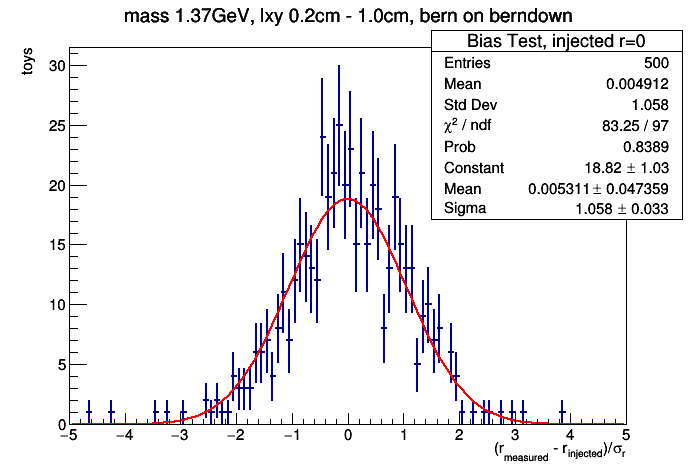 mass 1.37GeV, lxy 0.2cm - 1.0cm, bern on berndown
Bias Test, injected r=0
Entries 500
Mean 0.004912
Std Dev 1.058
χ² / ndf 83.25 / 97
Prob 0.8389
Constant 18.82 ± 1.03
Mean 0.005311 ± 0.047359
Sigma 1.058 ± 0.033
toys
30
25
20
15
10
5
0
−5 −4 −3 −2 −1 0 1 2 3 4 5
(r_measured - r_injected)/σ_r